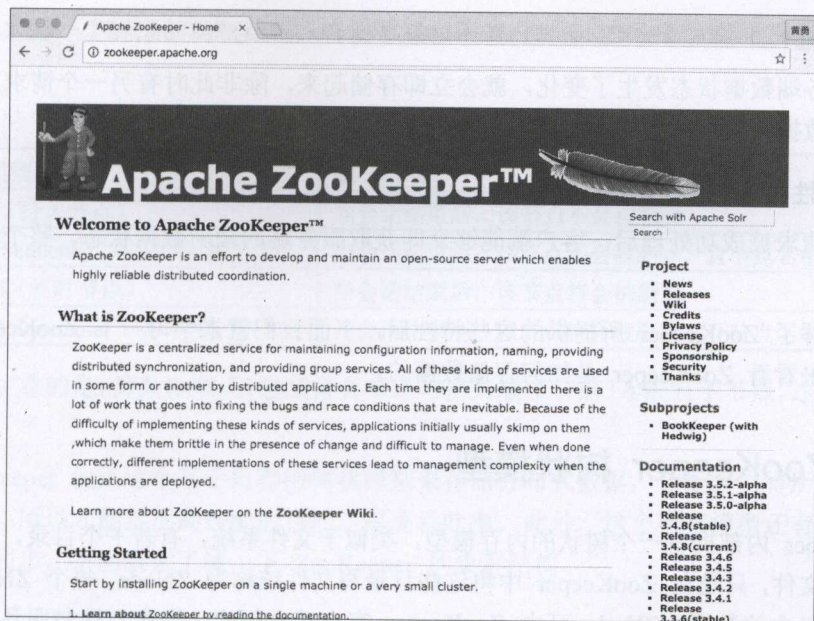 Apache ZooKeeper - Home ×
黄勇
zookeeper.apache.org
Apache ZooKeeper™
Search with Apache Solr
Search
Welcome to Apache ZooKeeper™
Apache ZooKeeper is an effort to develop and maintain an open-source server which enables
highly reliable distributed coordination.
What is ZooKeeper?
ZooKeeper is a centralized service for maintaining configuration information, naming, providing
distributed synchronization, and providing group services. All of these kinds of services are used
in some form or another by distributed applications. Each time they are implemented there is a
lot of work that goes into fixing the bugs and race conditions that are inevitable. Because of the
difficulty of implementing these kinds of services, applications initially usually skimp on them
,which make them brittle in the presence of change and difficult to manage. Even when done
correctly, different implementations of these services lead to management complexity when the
applications are deployed.
Learn more about ZooKeeper on the ZooKeeper Wiki.
Getting Started
Start by installing ZooKeeper on a single machine or a very small cluster.
1. Learn about ZooKeeper by reading the documentation.
Project
News
Releases
Wiki
Credits
Bylaws
License
Privacy Policy
Sponsorship
Security
Thanks
Subprojects
BookKeeper (with
Hedwig)
Documentation
Release 3.5.2-alpha
Release 3.5.1-alpha
Release 3.5.0-alpha
Release
3.4.8(stable)
Release
3.4.8(current)
Release 3.4.6
Release 3.4.5
Release 3.4.3
Release 3.4.2
Release 3.4.1
Release
3.3.6(stable)